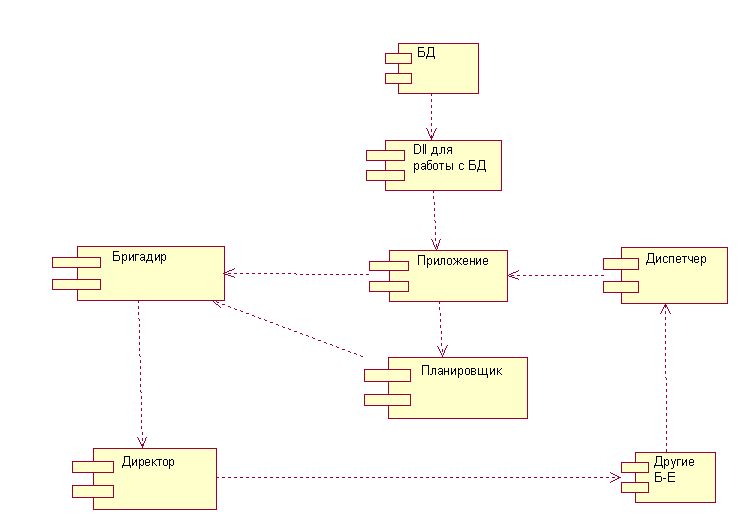 БД
Dll для
работы с БД
Бригадир
Приложение
Диспетчер
Планировщик
Директор
Другие
Б-Е